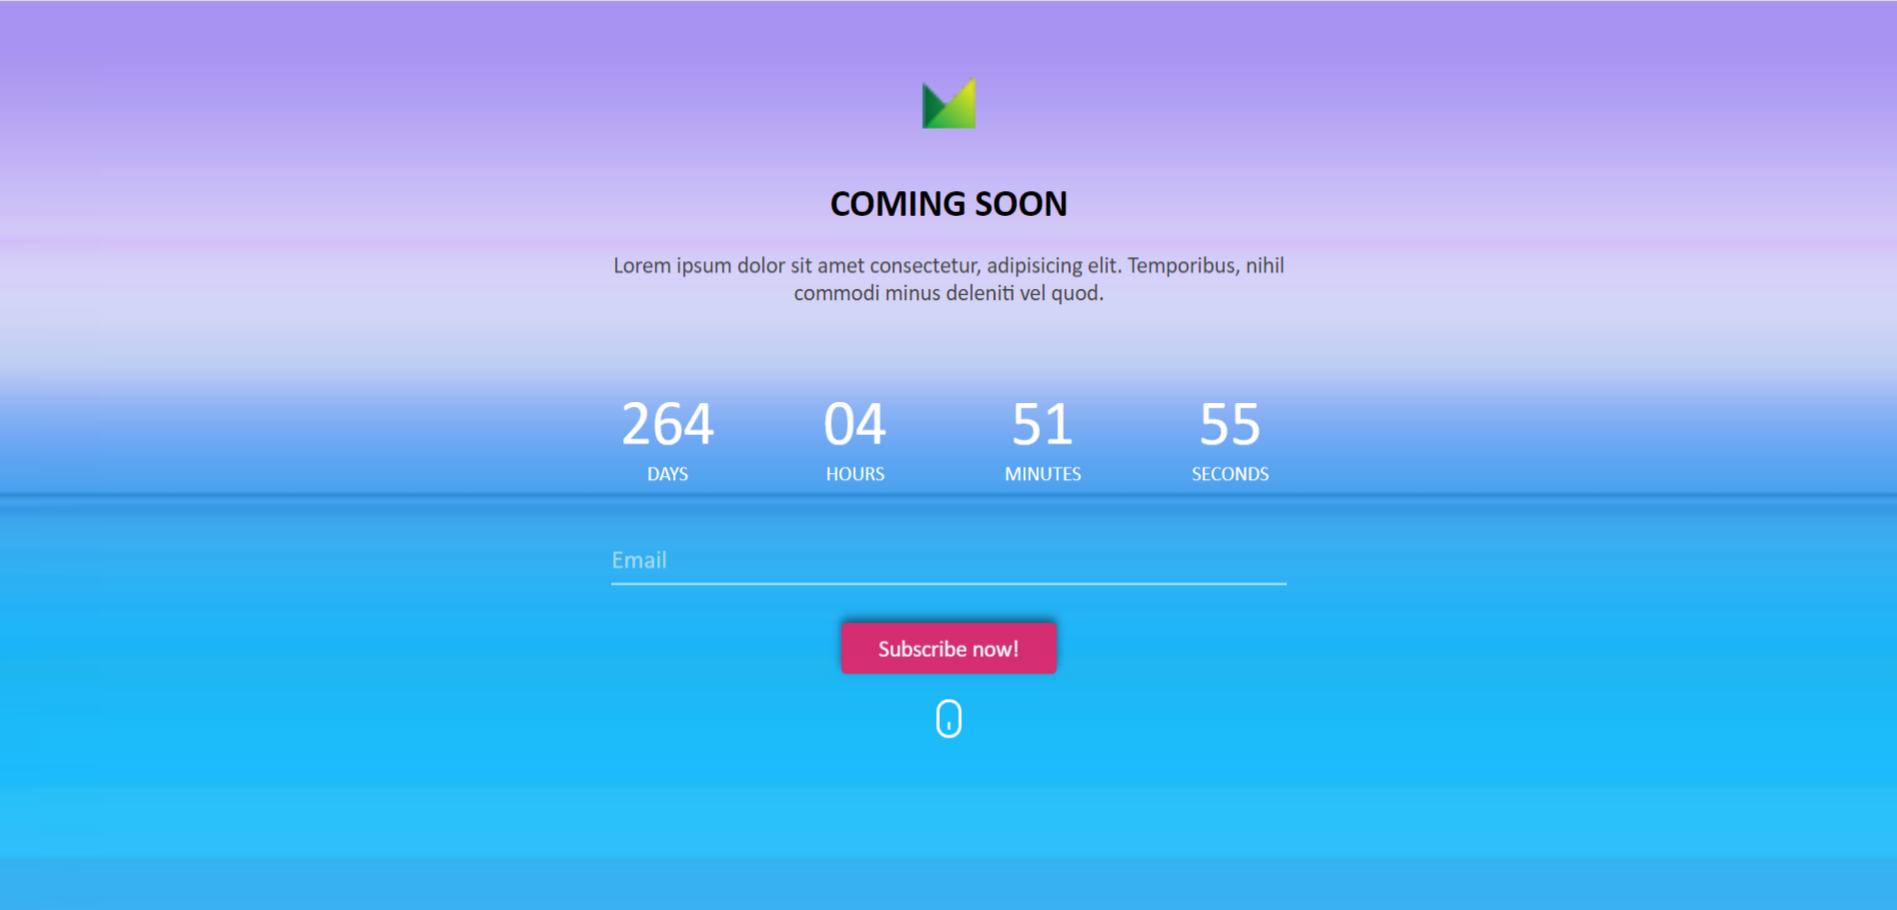 COMING SOON
Lorem ipsum dolor sit amet consectetur, adipisicing elit. Temporibus, nihil
commodi minus deleniti vel quod.
264 04 51 55
DAYS HOURS MINUTES SECONDS
Email
Subscribe now!